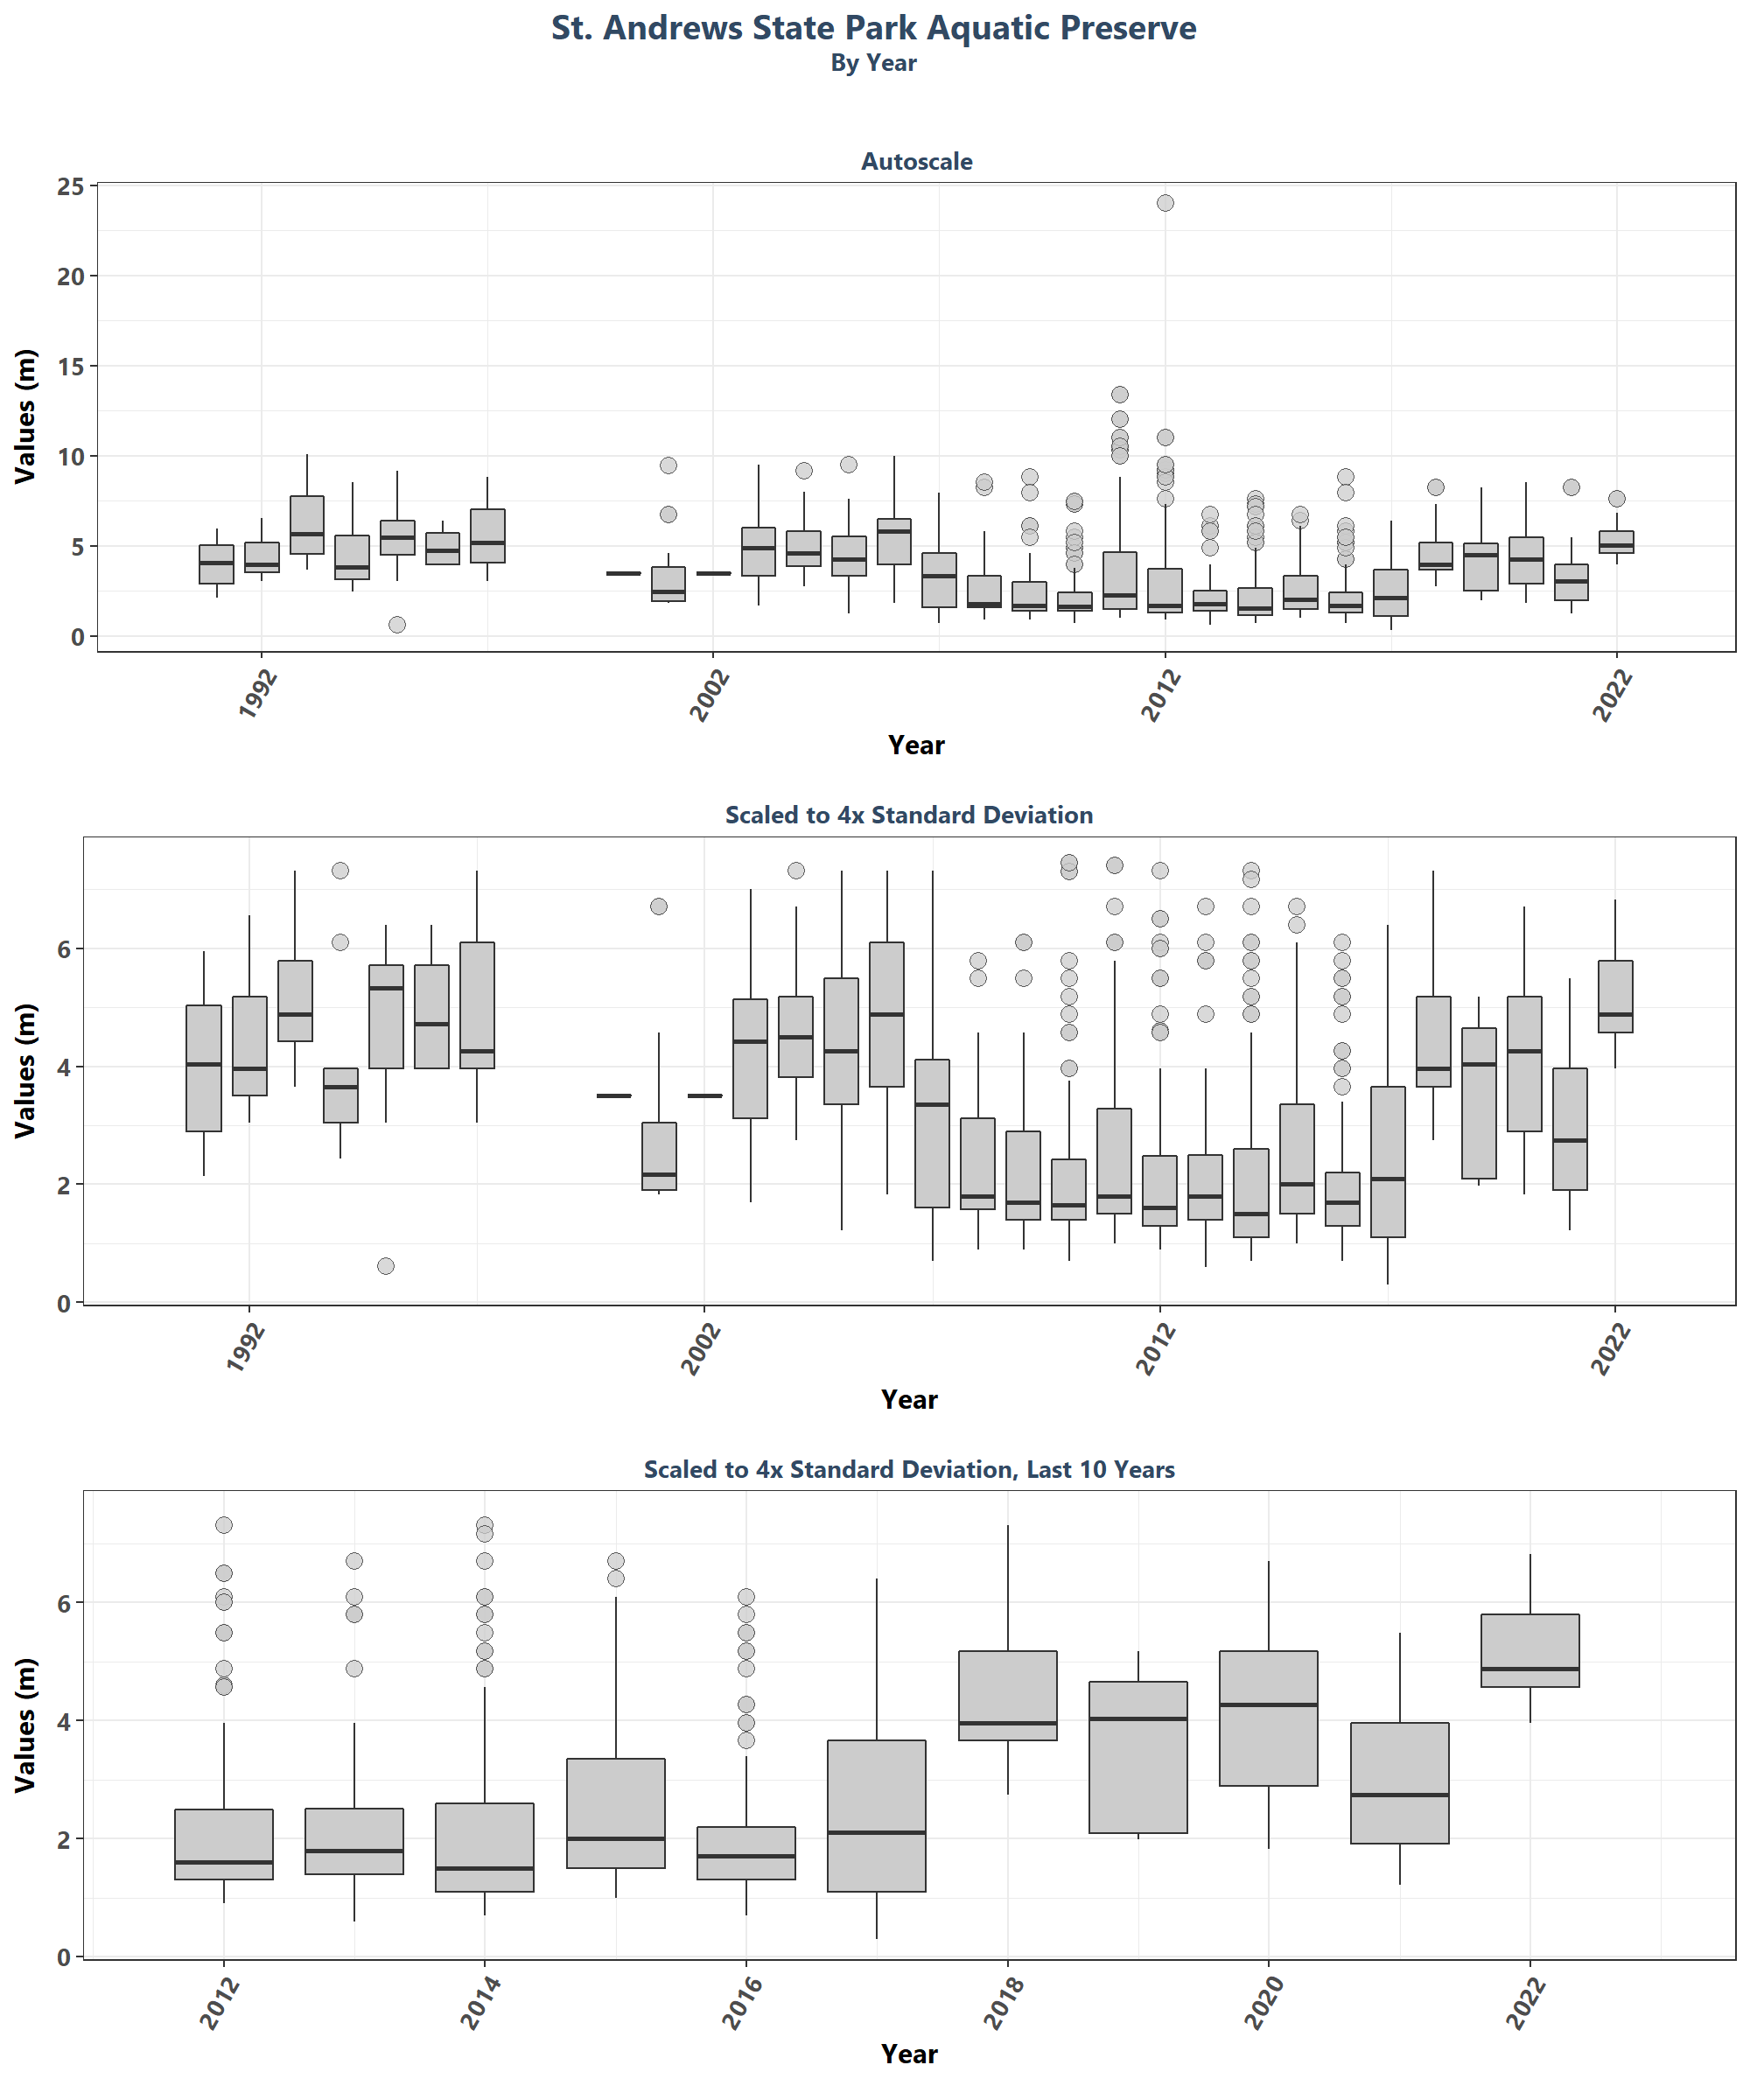 St. Andrews State Park Aquatic Preserve
By Year
Autoscale
Values (m)
25
20
15
10
5
0
1992
2002
2012
2022
Year
Scaled to 4x Standard Deviation
Values (m)
6
4
2
0
1992
2002
2012
2022
Year
Scaled to 4x Standard Deviation, Last 10 Years
Values (m)
6
4
2
0
2012
2014
2016
2018
2020
2022
Year